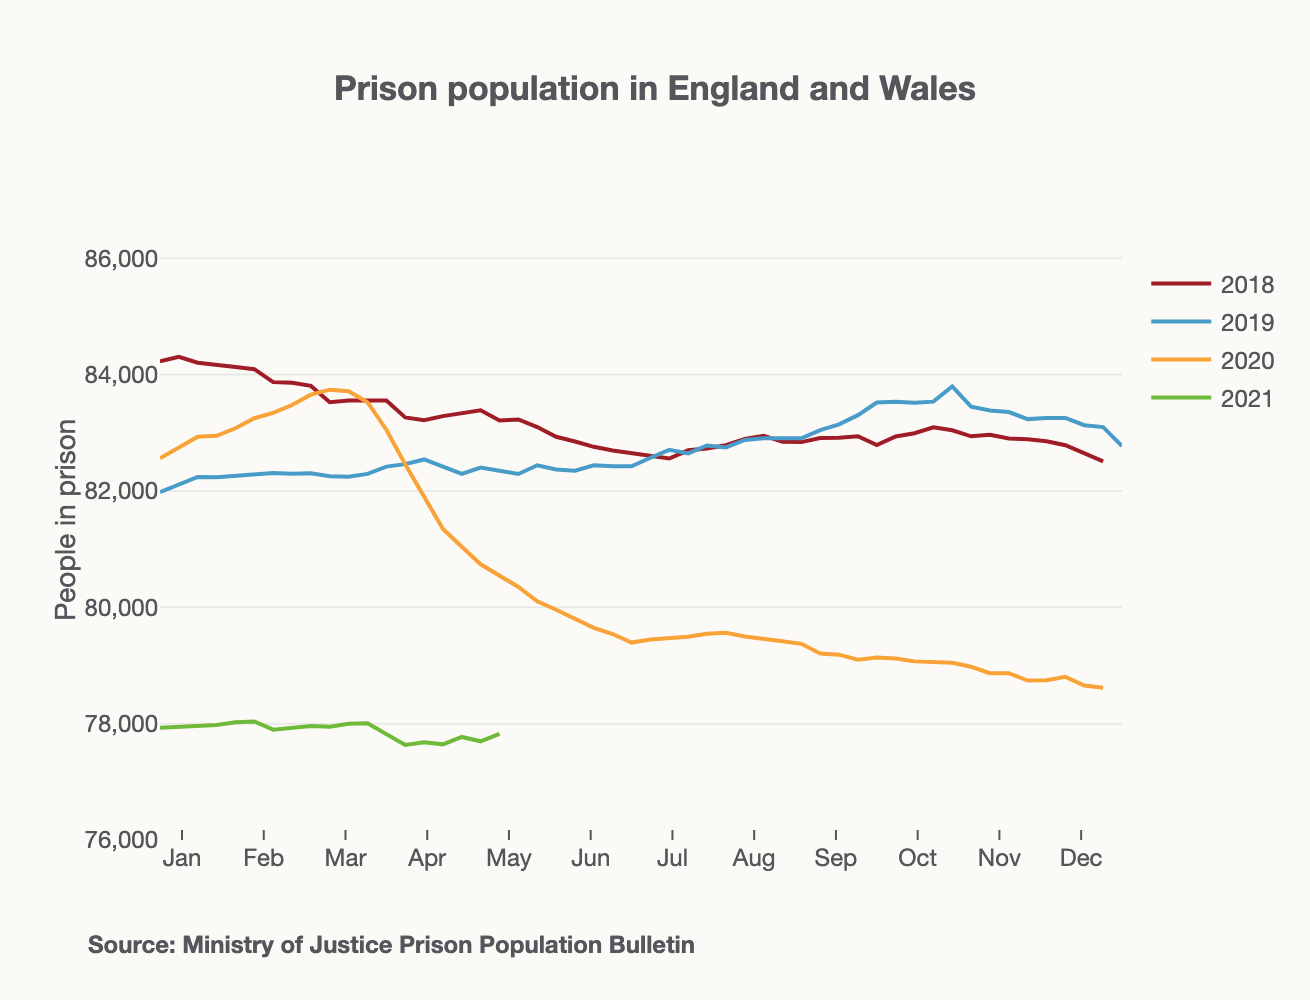 Prison population in England and Wales
86,000
84,000
82,000
80,000
78,000
76,000
People in prison
Jan Feb Mar Apr May Jun Jul Aug Sep Oct Nov Dec
2018
2019
2020
2021
Source: Ministry of Justice Prison Population Bulletin